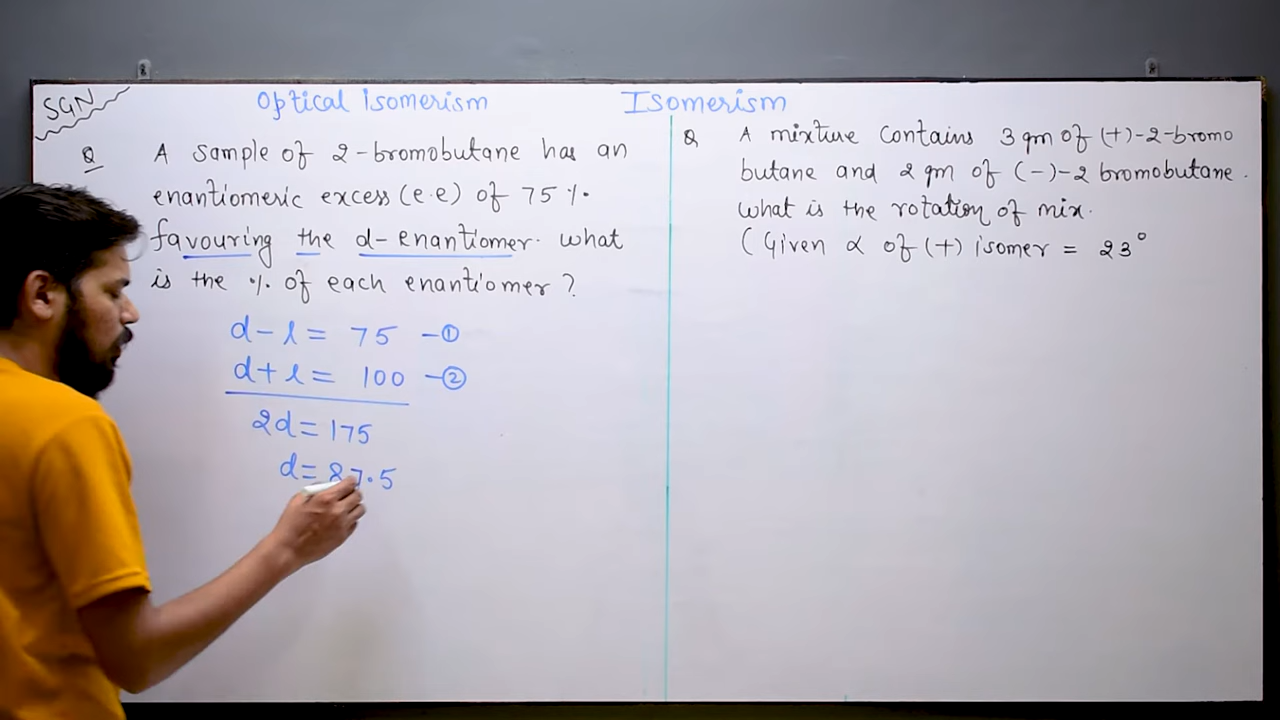 SGN
Optical Isomerism
Isomerism
Q A sample of 2-bromobutane has an
enantiomeric excess (e.e) of 75 %.
favouring the d-enantiomer. what
is the % of each enantiomer ?
d - l = 75 -①
d + l = 100 -②
2d = 175
d = 87.5
Q A mixture contains 3 gm of (+)-2-bromo
butane and 2 gm of (-)-2 bromobutane.
what is the rotation of mix.
(Given α of (+) isomer = 23°